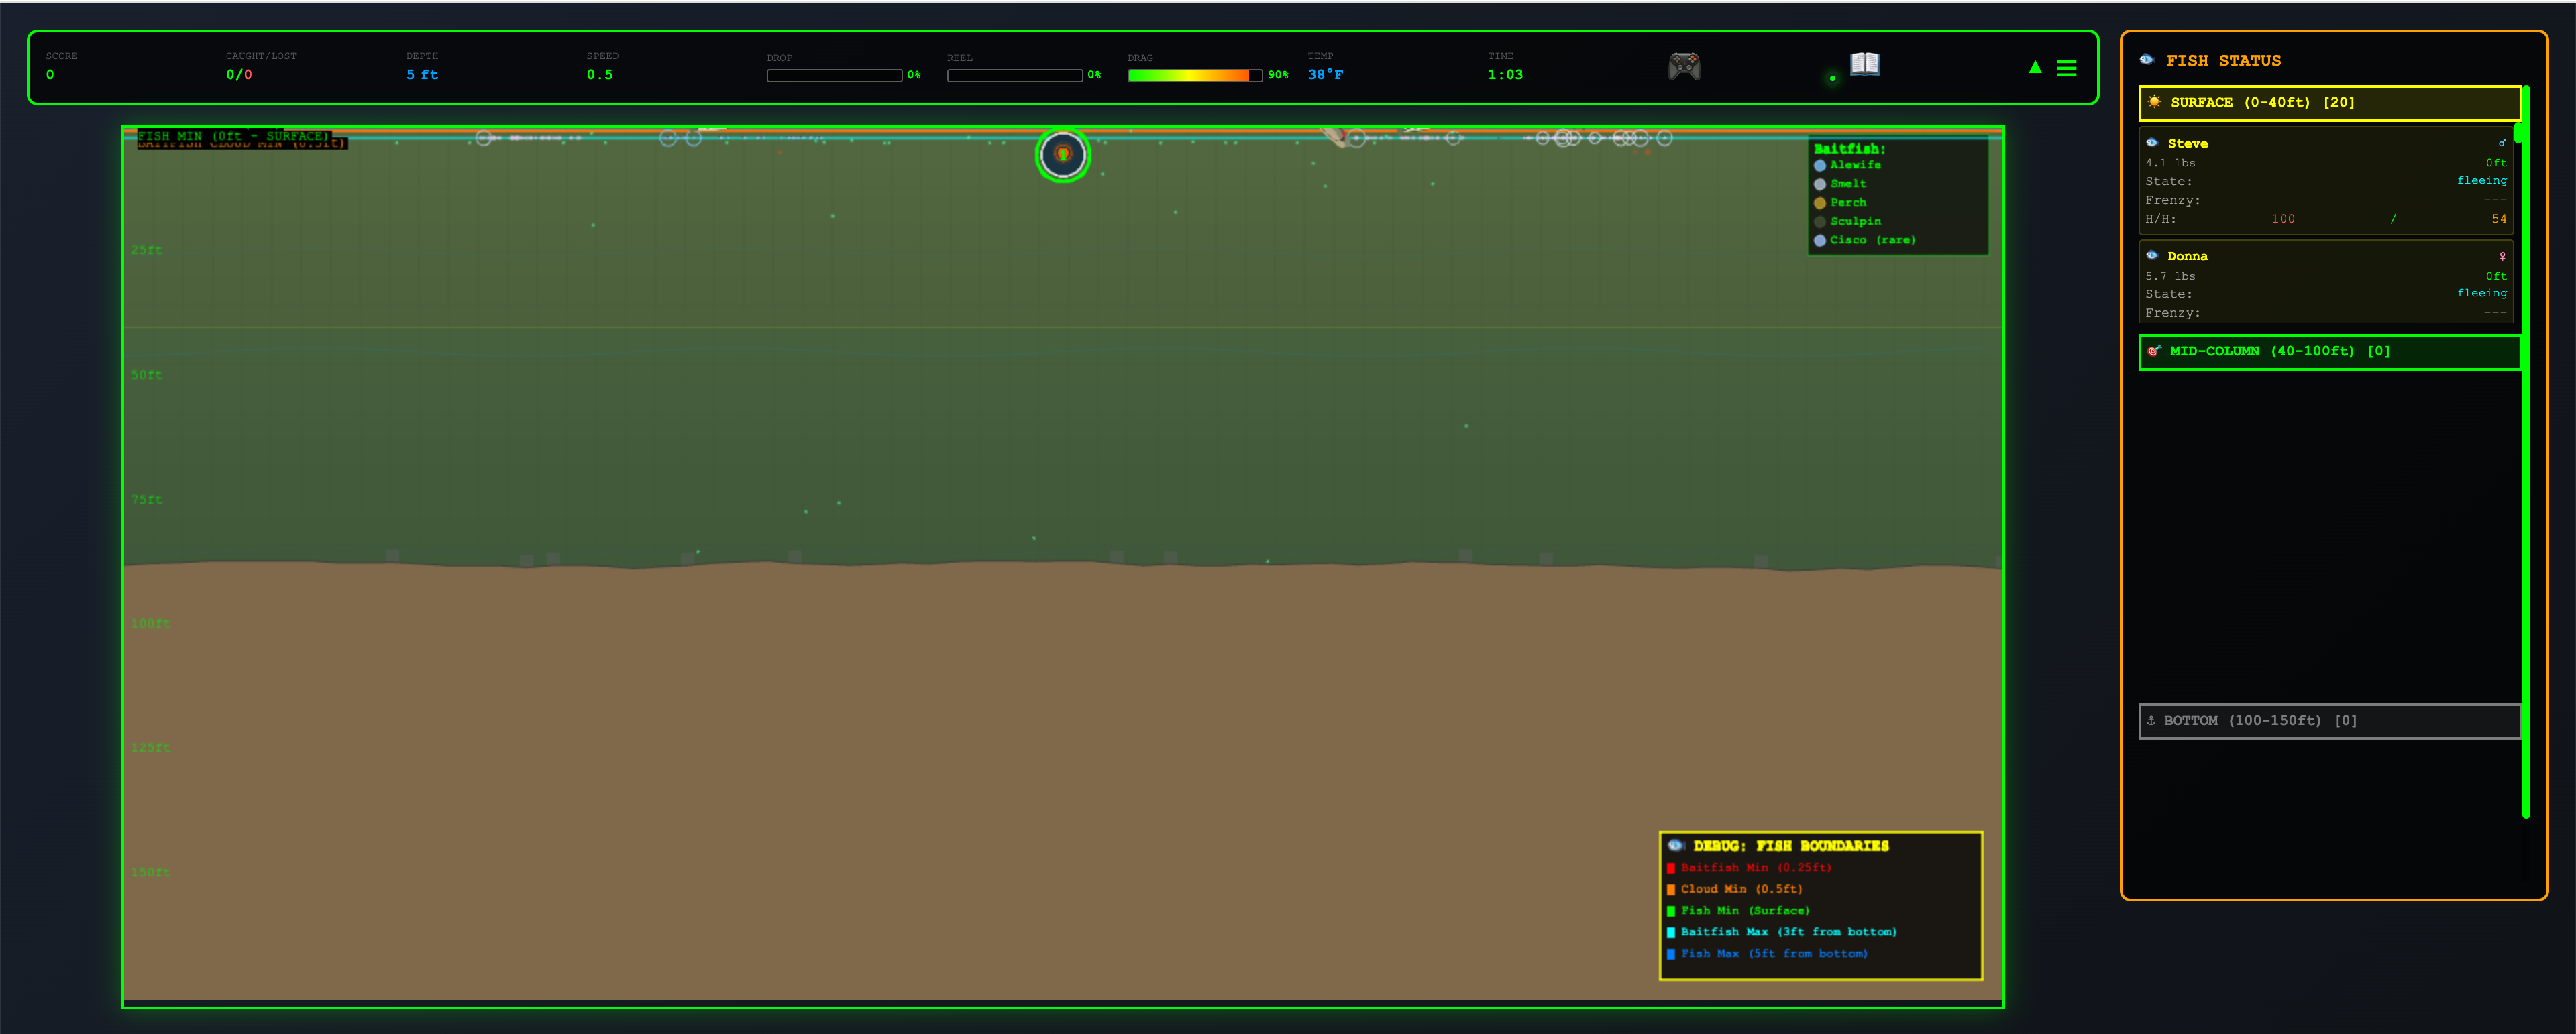 SCORE
0
CAUGHT/LOST
0/0
DEPTH
5 ft
SPEED
0.5
DROP
0%
REEL
0%
DRAG
90%
TEMP
38°F
TIME
1:03
FISH MIN (0ft - SURFACE)
BAITFISH CLOUD MIN (0.5ft)
25ft
50ft
75ft
100ft
125ft
150ft
Baitfish:
Alewife
Smelt
Perch
Sculpin
Cisco (rare)
DEBUG: FISH BOUNDARIES
Baitfish Min (0.25ft)
Cloud Min (0.5ft)
Fish Min (Surface)
Baitfish Max (3ft from bottom)
Fish Max (5ft from bottom)
FISH STATUS
SURFACE (0-40ft) [20]
Steve ♂
4.1 lbs 0ft
State: fleeing
Frenzy: ---
H/H: 100 / 54
Donna ♀
5.7 lbs 0ft
State: fleeing
Frenzy: ---
MID-COLUMN (40-100ft) [0]
BOTTOM (100-150ft) [0]